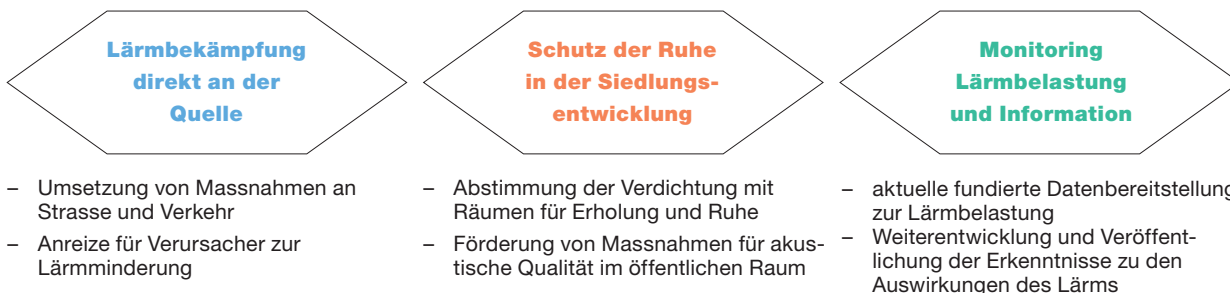 Lärmbekämpfung
direkt an der
Quelle
– Umsetzung von Massnahmen an
Strasse und Verkehr
– Anreize für Verursacher zur
Lärmminderung
Schutz der Ruhe
in der Siedlungs-
entwicklung
– Abstimmung der Verdichtung mit
Räumen für Erholung und Ruhe
– Förderung von Massnahmen für akus-
tische Qualität im öffentlichen Raum
Monitoring
Lärmbelastung
und Information
– aktuelle fundierte Datenbereitstellung
zur Lärmbelastung
– Weiterentwicklung und Veröffent-
lichung der Erkenntnisse zu den
Auswirkungen des Lärms